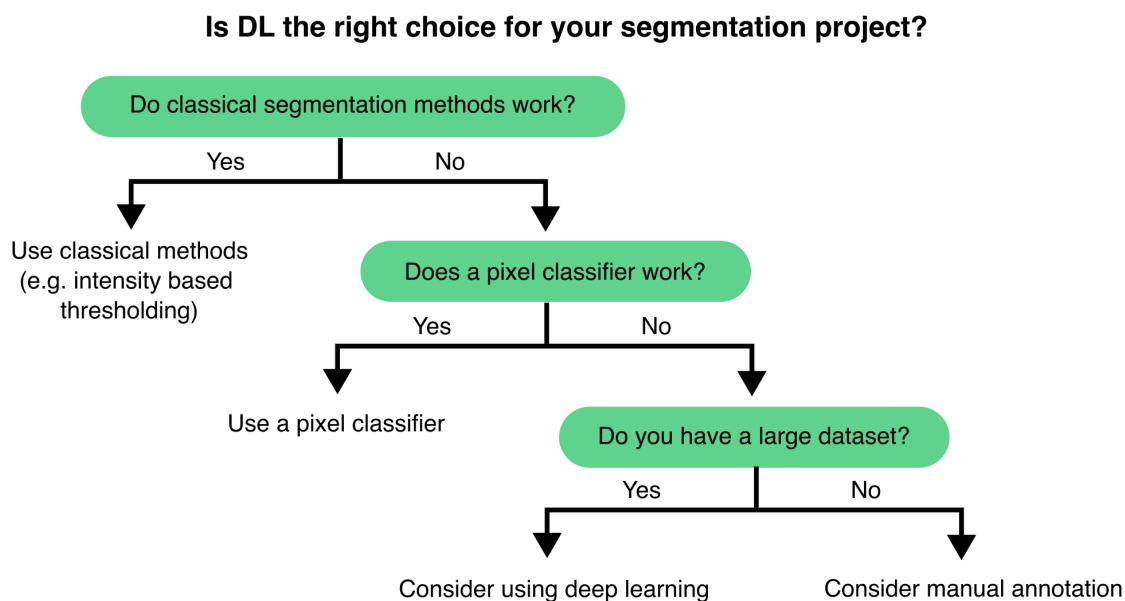 Is DL the right choice for your segmentation project?
Do classical segmentation methods work?
Yes
No
Use classical methods
(e.g. intensity based
thresholding)
Does a pixel classifier work?
Yes
No
Use a pixel classifier
Do you have a large dataset?
Yes
No
Consider using deep learning
Consider manual annotation